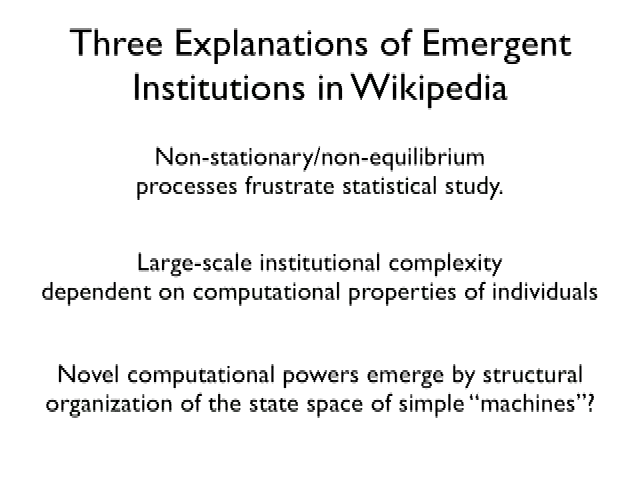 Three Explanations of Emergent
Institutions in Wikipedia
Non-stationary/non-equilibrium
processes frustrate statistical study.
Large-scale institutional complexity
dependent on computational properties of individuals
Novel computational powers emerge by structural
organization of the state space of simple “machines”?